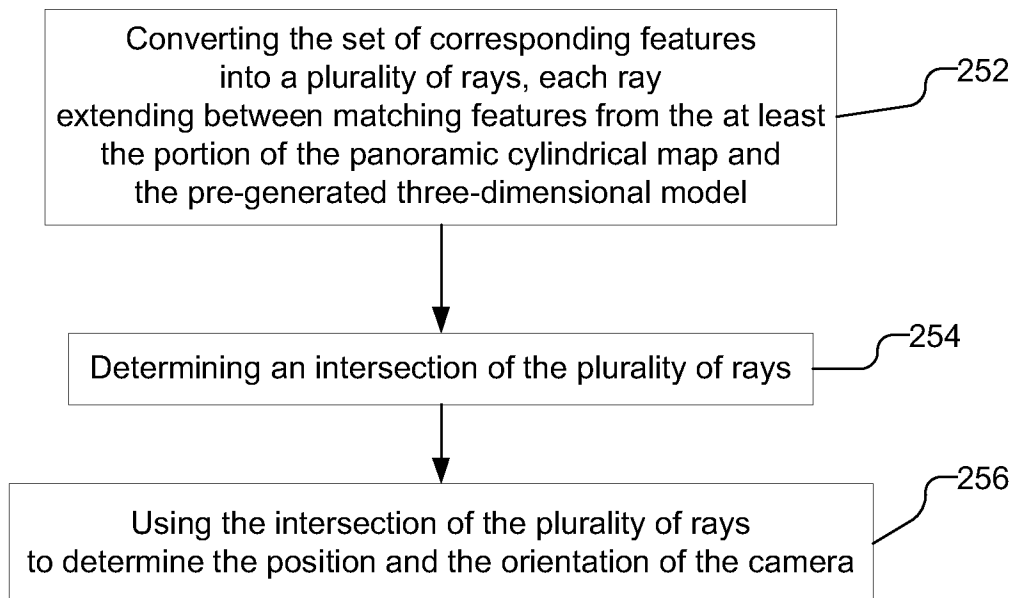 Converting the set of corresponding features
into a plurality of rays, each ray
extending between matching features from the at least
the portion of the panoramic cylindrical map and
the pre-generated three-dimensional model
252
Determining an intersection of the plurality of rays
254
Using the intersection of the plurality of rays
to determine the position and the orientation of the camera
256